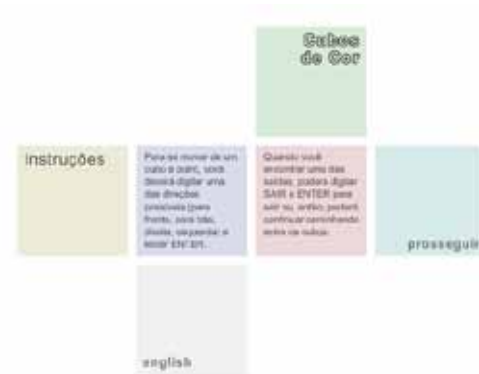 Cubos
de Cor
instruções
Para se mover de um
cubo a outro, você
deverá digitar uma
das direções
possíveis (para
frente, para trás,
direita, esquerda) e
teclar ENTER.
Quando você
encontrar uma das
saídas, poderá digitar
SAIR e ENTER para
sair ou, então, poderá
continuar caminhando
entre os cubos.
prosseguir
english